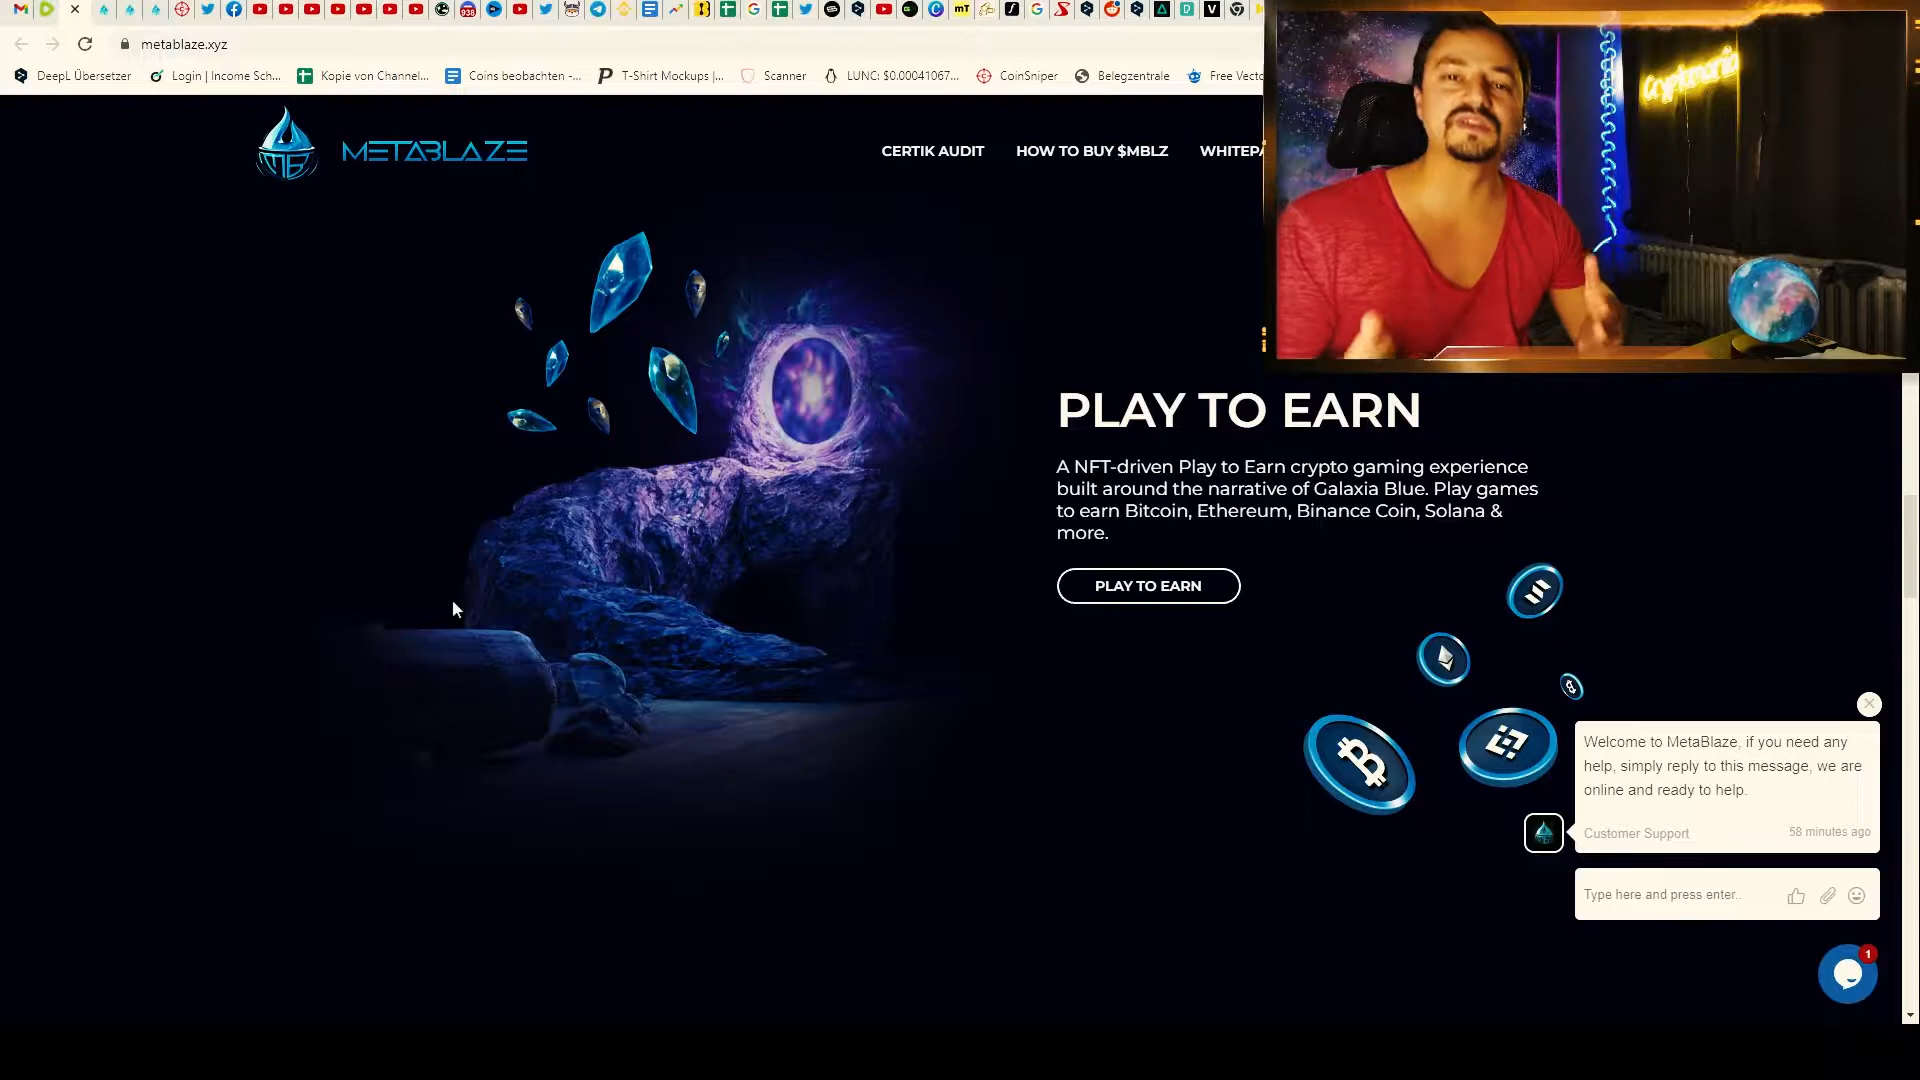 metablaze.xyz
DeepL Übersetzer
Login | Income Sch...
Kopie von Channel...
Coins beobachten -...
T-Shirt Mockups |...
Scanner
LUNC: $0.00041067...
CoinSniper
Belegzentrale
Free Vecto
METABLAZE
CERTIK AUDIT
HOW TO BUY $MBLZ
WHITEPA
cryptomania
PLAY TO EARN
A NFT-driven Play to Earn crypto gaming experience
built around the narrative of Galaxia Blue. Play games
to earn Bitcoin, Ethereum, Binance Coin, Solana &
more.
PLAY TO EARN
Welcome to MetaBlaze, if you need any
help, simply reply to this message, we are
online and ready to help.
Customer Support
58 minutes ago
Type here and press enter..
1